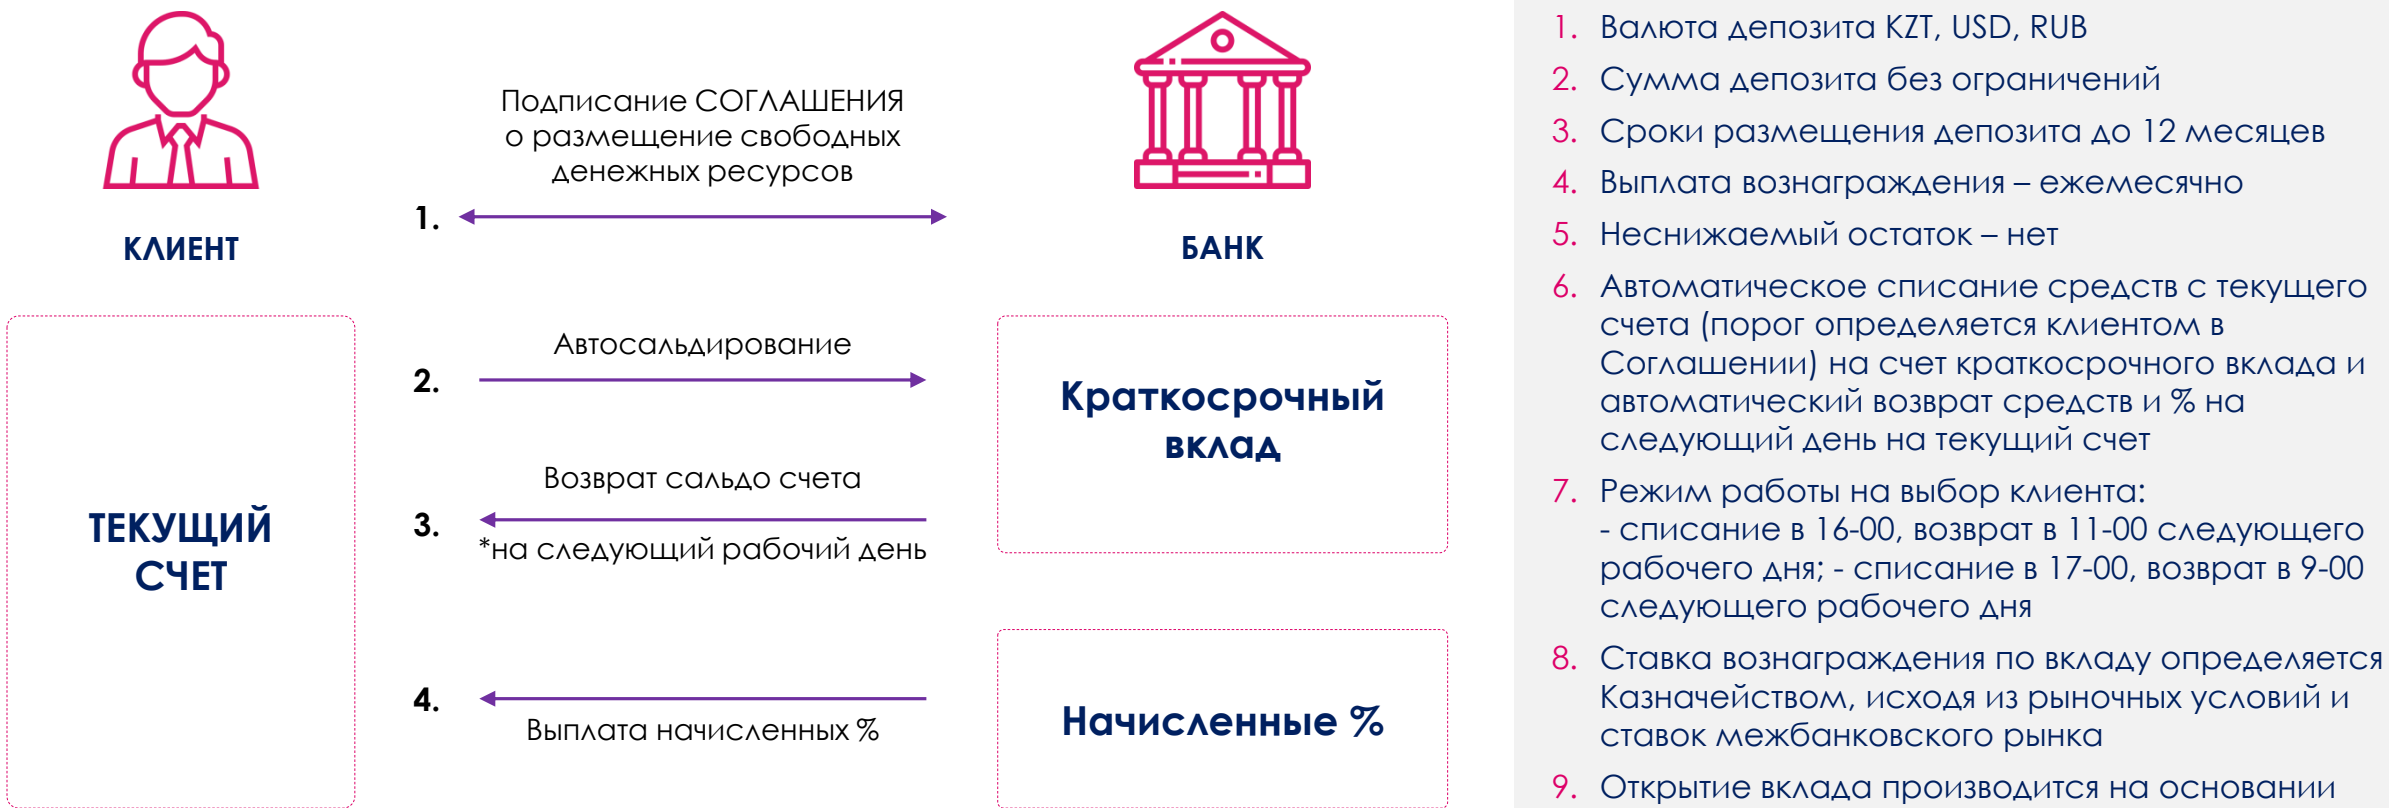 Подписание СОГЛАШЕНИЯ
о размещение свободных
денежных ресурсов
1.
КЛИЕНТ
БАНК
ТЕКУЩИЙ
СЧЕТ
Автосальдирование
2.
Краткосрочный
вклад
Возврат сальдо счета
3.
*на следующий рабочий день
4.
Выплата начисленных %
Начисленные %
1. Валюта депозита KZT, USD, RUB
2. Сумма депозита без ограничений
3. Сроки размещения депозита до 12 месяцев
4. Выплата вознаграждения – ежемесячно
5. Неснижаемый остаток – нет
6. Автоматическое списание средств с текущего
счета (порог определяется клиентом в
Соглашении) на счет краткосрочного вклада и
автоматический возврат средств и % на
следующий день на текущий счет
7. Режим работы на выбор клиента:
- списание в 16-00, возврат в 11-00 следующего
рабочего дня; - списание в 17-00, возврат в 9-00
следующего рабочего дня
8. Ставка вознаграждения по вкладу определяется
Казначейством, исходя из рыночных условий и
ставок межбанковского рынка
9. Открытие вклада производится на основании